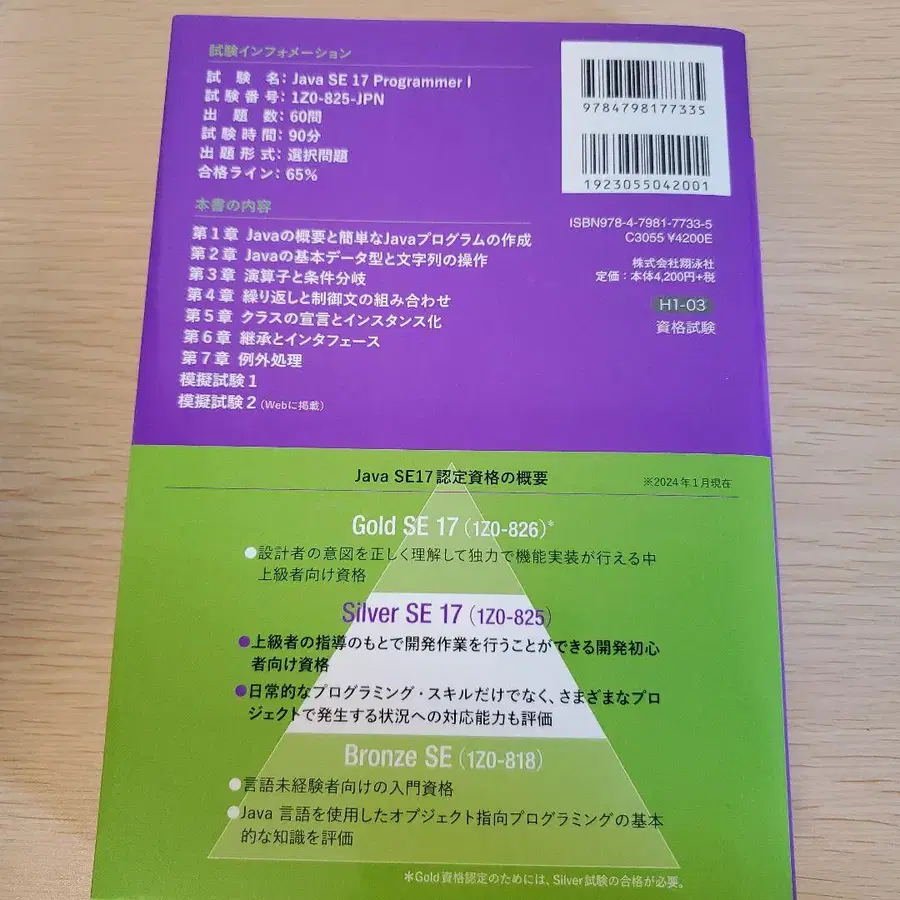 試験インフォメーション
試験名：Java SE 17 Programmer I
試験番号：1Z0-825-JPN
出題数：60問
試験時間：90分
出題形式：選択問題
合格ライン：65%
本書の内容
第1章 Javaの概要と簡単なJavaプログラムの作成
第2章 Javaの基本データ型と文字列の操作
第3章 演算子と条件分岐
第4章 繰り返しと制御文の組み合わせ
第5章 クラスの宣言とインスタンス化
第6章 継承とインタフェース
第7章 例外処理
模擬試験1
模擬試験2（Webに掲載）
9784798177335
1923055042001
ISBN978-4-7981-7733-5
C3055 ¥4200E
株式会社翔泳社
定価：本体4,200円+税
H1-03
資格試験
Java SE17認定資格の概要
※2024年1月現在
Gold SE 17（1Z0-826）*
●設計者の意図を正しく理解して独力で機能実装が行える中
上級者向け資格
Silver SE 17（1Z0-825）
●上級者の指導のもとで開発作業を行うことができる開発初心
者向け資格
●日常的なプログラミング・スキルだけでなく、さまざまなプロ
ジェクトで発生する状況への対応能力も評価
Bronze SE（1Z0-818）
●言語未経験者向けの入門資格
●Java 言語を使用したオブジェクト指向プログラミングの基本
的な知識を評価
＊Gold資格認定のためには、Silver試験の合格が必要。